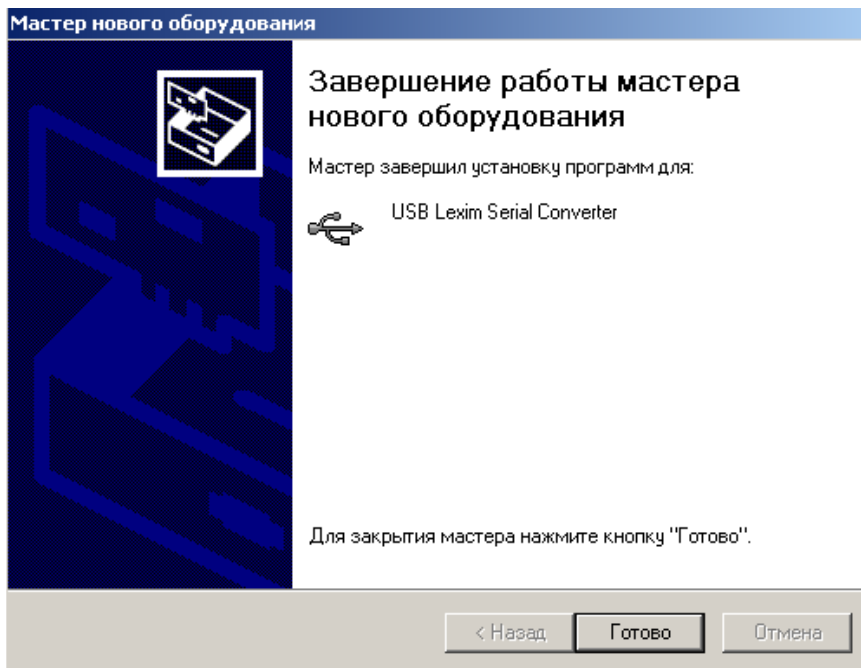 Мастер нового оборудования
Завершение работы мастера
нового оборудования
Мастер завершил установку программ для:
USB Lexim Serial Converter
Для закрытия мастера нажмите кнопку "Готово".
< Назад
Готово
Отмена